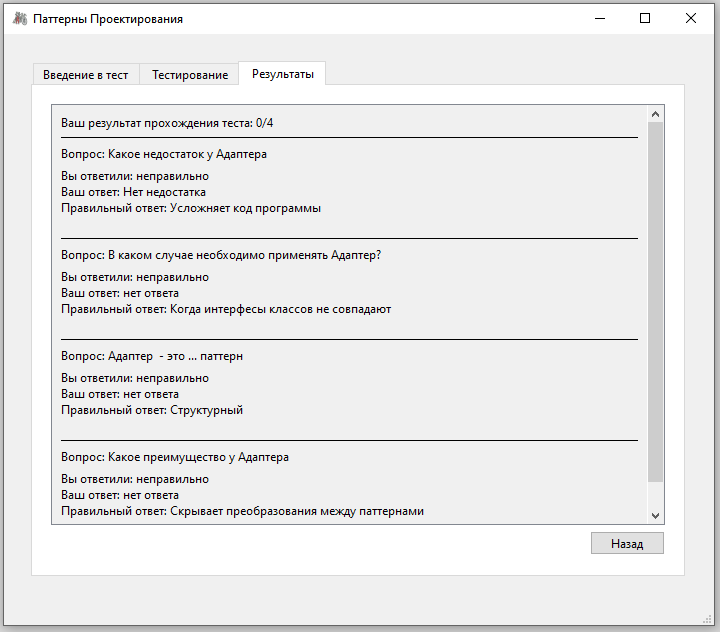 Паттерны Проектирования
Введение в тест
Тестирование
Результаты
Ваш результат прохождения теста: 0/4
Вопрос: Какое недостаток у Адаптера
Вы ответили: неправильно
Ваш ответ: Нет недостатка
Правильный ответ: Усложняет код программы
Вопрос: В каком случае необходимо применять Адаптер?
Вы ответили: неправильно
Ваш ответ: нет ответа
Правильный ответ: Когда интерфесы классов не совпадают
Вопрос: Адаптер  - это ... паттерн
Вы ответили: неправильно
Ваш ответ: нет ответа
Правильный ответ: Структурный
Вопрос: Какое преимущество у Адаптера
Вы ответили: неправильно
Ваш ответ: нет ответа
Правильный ответ: Скрывает преобразования между паттернами
Назад